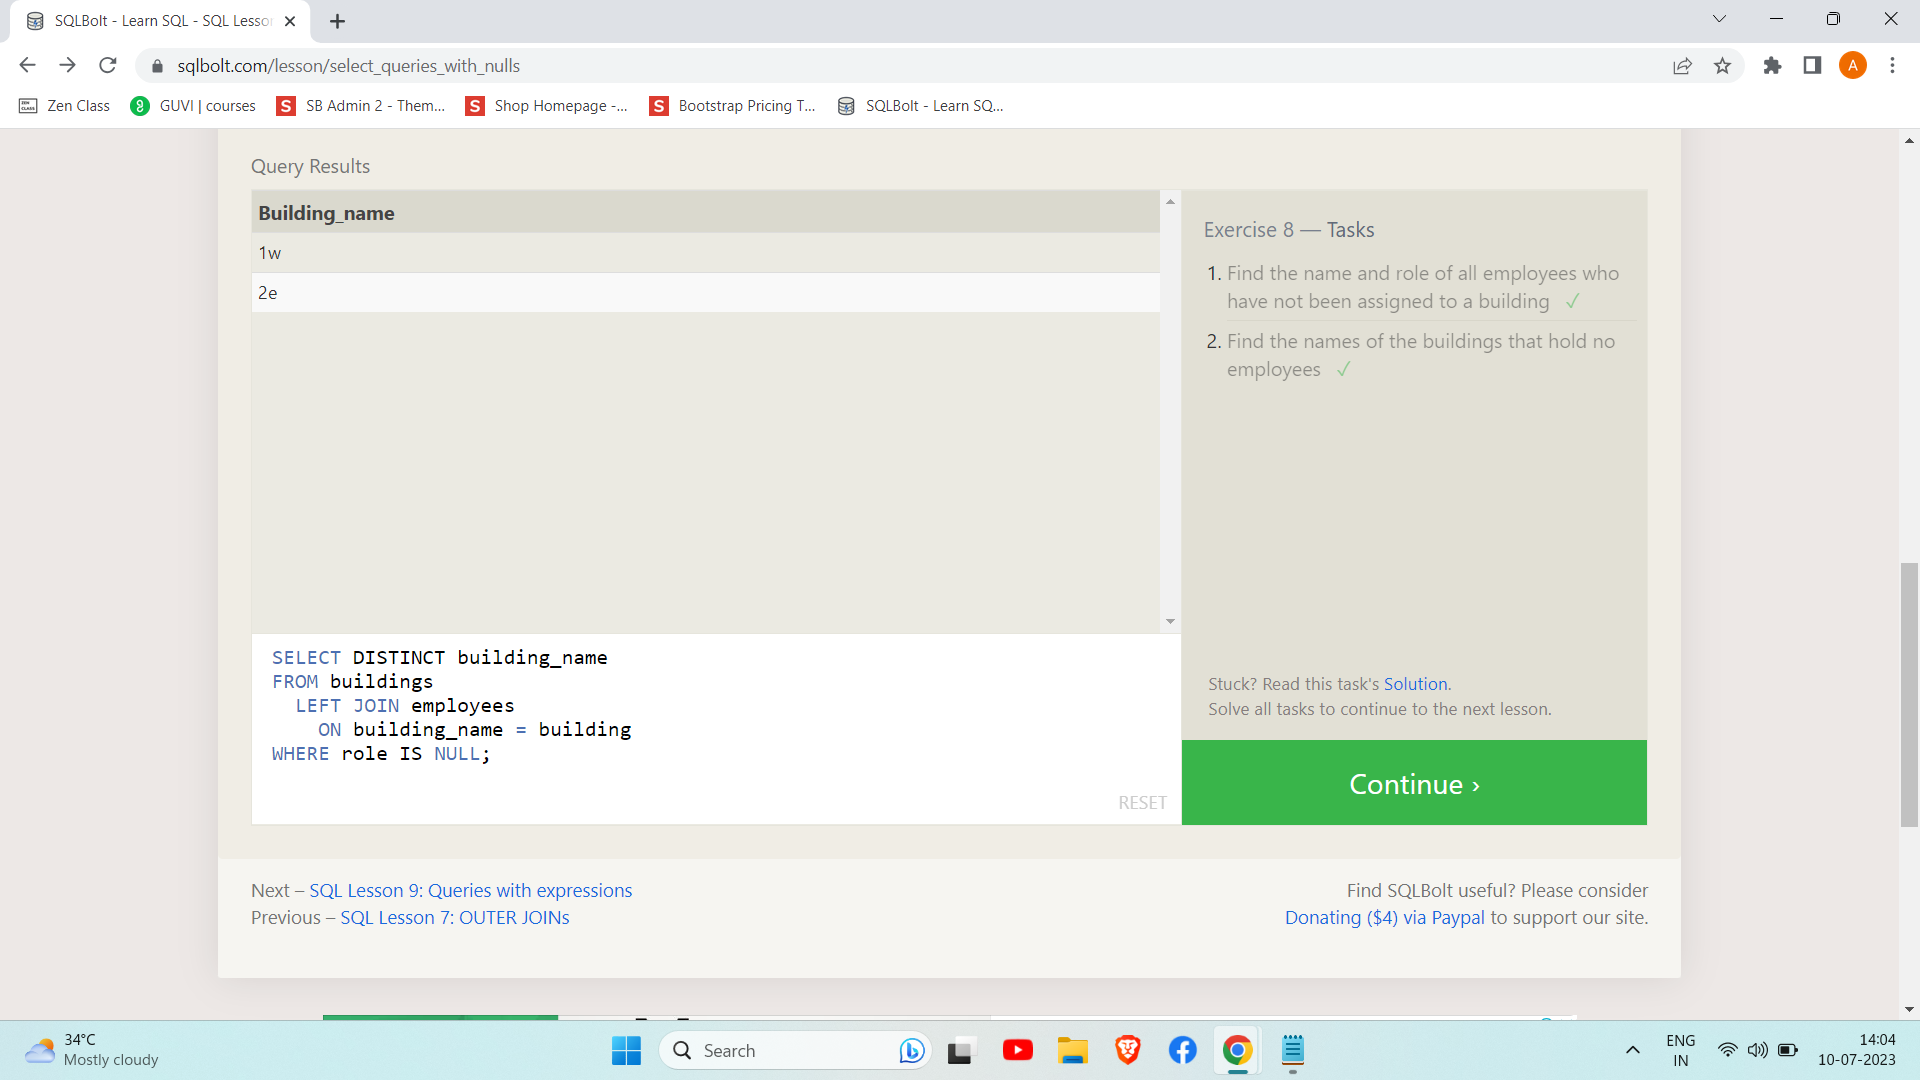 SQLBolt - Learn SQL - SQL Lesso
sqlbolt.com/lesson/select_queries_with_nulls
A
Zen Class
GUVI | courses
S SB Admin 2 - Them...
S Shop Homepage -...
S Bootstrap Pricing T...
SQLBolt - Learn SQ...
Query Results
Building_name
1w
2e
Exercise 8 — Tasks
1. Find the name and role of all employees who
have not been assigned to a building ✓
2. Find the names of the buildings that hold no
employees ✓
SELECT DISTINCT building_name
FROM buildings
LEFT JOIN employees
ON building_name = building
WHERE role IS NULL;
RESET
Stuck? Read this task's Solution.
Solve all tasks to continue to the next lesson.
Continue ›
Next – SQL Lesson 9: Queries with expressions
Previous – SQL Lesson 7: OUTER JOINs
Find SQLBolt useful? Please consider
Donating ($4) via Paypal to support our site.
34°C
Mostly cloudy
Search
ENG
IN
14:04
10-07-2023